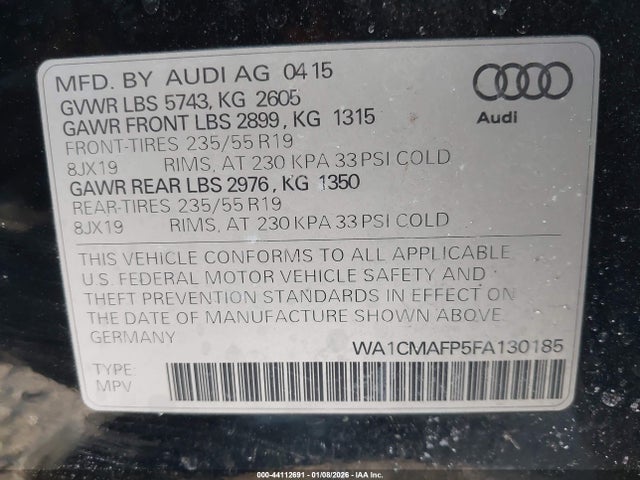 MFD. BY AUDI AG 04 15
GVWR LBS 5743, KG 2605
GAWR FRONT LBS 2899, KG 1315
FRONT-TIRES 235/55 R19
8JX19 RIMS, AT 230 KPA 33 PSI COLD
GAWR REAR LBS 2976, KG 1350
REAR-TIRES 235/55 R19
8JX19 RIMS, AT 230 KPA 33 PSI COLD
Audi
THIS VEHICLE CONFORMS TO ALL APPLICABLE
U.S. FEDERAL MOTOR VEHICLE SAFETY AND
THEFT PREVENTION STANDARDS IN EFFECT ON
THE DATE OF MANUFACTURE SHOWN ABOVE.
GERMANY
WA1CMAFP5FA130185
TYPE:
MPV
000-44112691 - 01/08/2026 - IAA Inc.